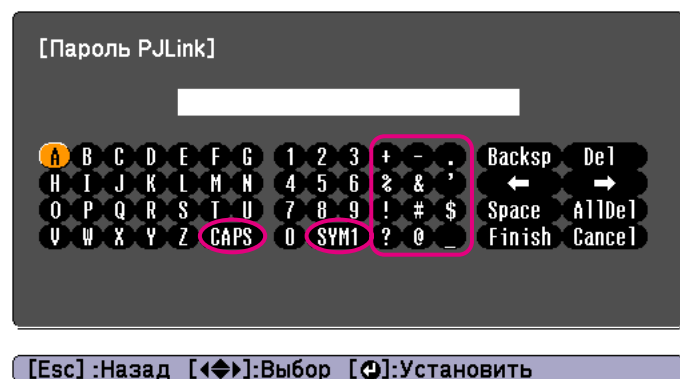 [Пароль PJLink]
A B C D E F G 1 2 3 + - . Backsp Del
H I J K L M N 4 5 6 % & ’ ← →
O P Q R S T U 7 8 9 ! # $ Space AllDel
V W X Y Z CAPS 0 SYM1 ? @ _ Finish Cancel
[Esc] :Назад [◀◆▶]:Выбор [↵]:Установить